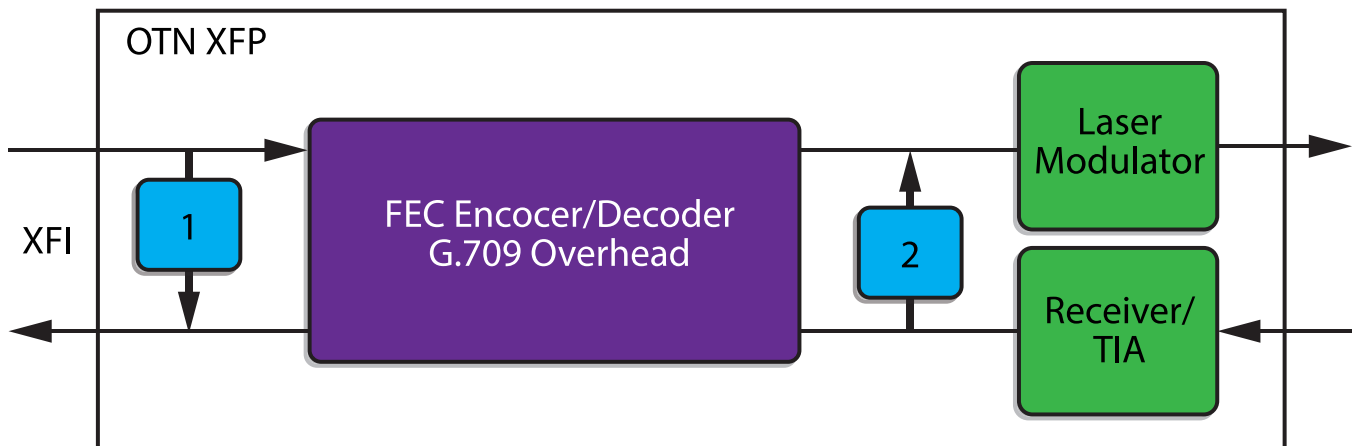 OTN XFP
Laser
Modulator
1
FEC Encocer/Decoder
G.709 Overhead
XFI
2
Receiver/
TIA